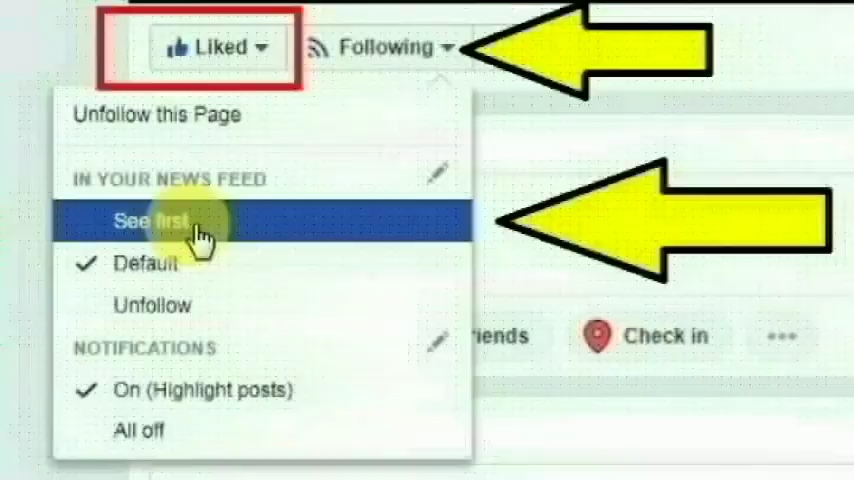 Liked Following
Unfollow this Page
IN YOUR NEWS FEED
See first
Default
Unfollow
riends Check in
NOTIFICATIONS
On (Highlight posts)
All off